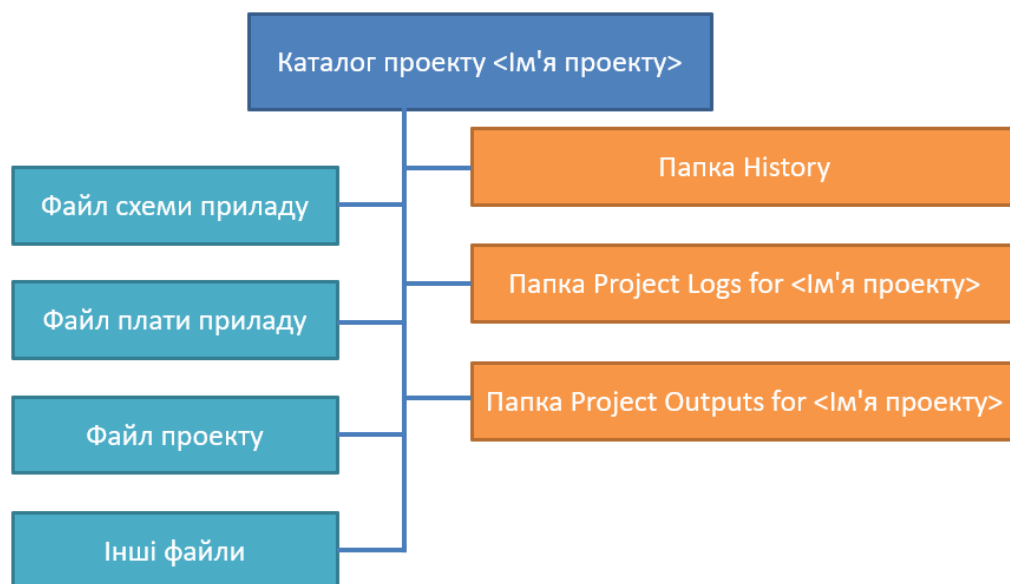 Каталог проекту <Ім'я проекту>
Папка History
Файл схеми приладу
Папка Project Logs for <Ім'я проекту>
Файл плати приладу
Папка Project Outputs for <Ім'я проекту>
Файл проекту
Інші файли